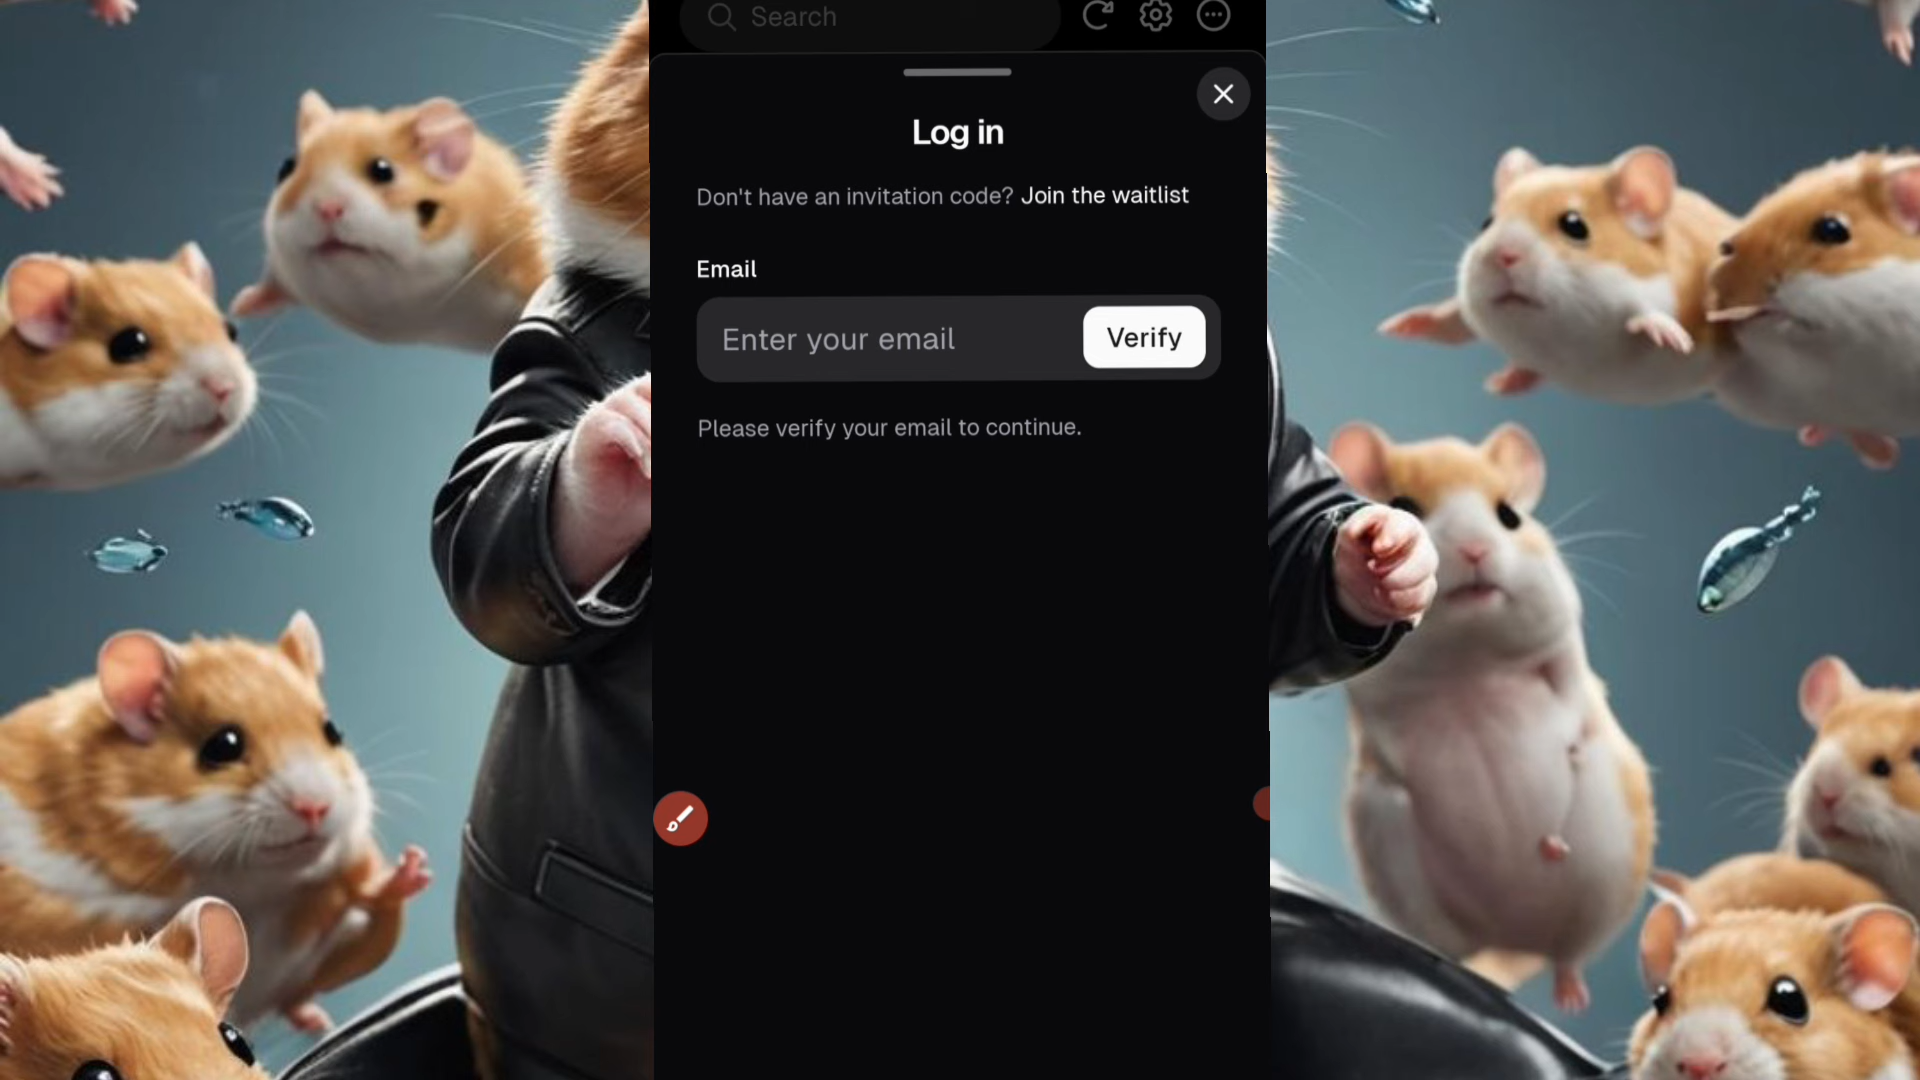 Search
Log in
Don't have an invitation code? Join the waitlist
Email
Enter your email
Verify
Please verify your email to continue.